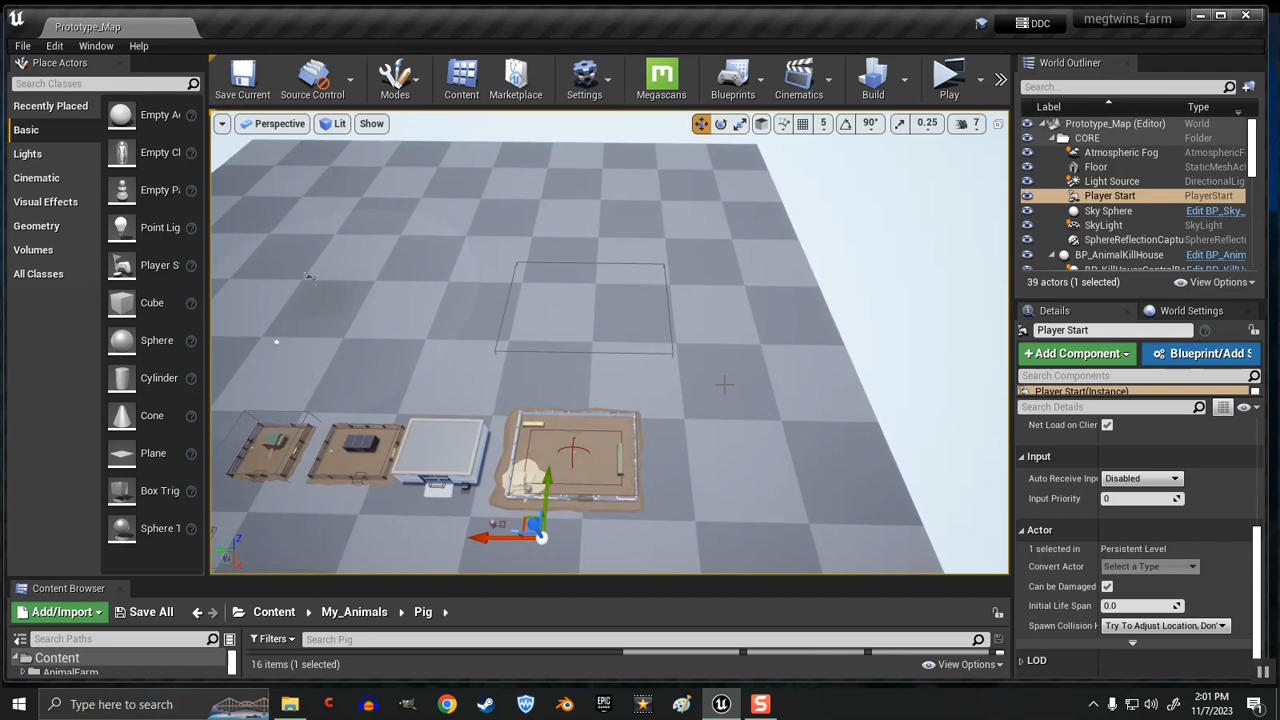 Prototype_Map
DDC
megtwins_farm
File Edit Window Help
Place Actors
Search Classes
Recently Placed
Basic
Lights
Cinematic
Visual Effects
Geometry
Volumes
All Classes
Empty Ac
Empty Cl
Empty Pa
Point Lig
Player S
Cube
Sphere
Cylinder
Cone
Plane
Box Trig
Sphere T
Save Current
Source Control
Modes
Content
Marketplace
Settings
Megascans
Blueprints
Cinematics
Build
Play
Perspective
Lit
Show
5
90°
0.25
7
Z
X
World Outliner
Search...
Label Type
Prototype_Map (Editor) World
CORE Folder
Atmospheric Fog Atmospheric
Floor StaticMeshAc
Light Source DirectionalLig
Player Start PlayerStart
Sky Sphere Edit BP_Sky_
SkyLight SkyLight
SphereReflectionCaptu SphereReflec
BP_AnimalKillHouse Edit BP_Anim
39 actors (1 selected)
View Options
Details
World Settings
Player Start
Add Component
Blueprint/Add S
Search Components
Player Start(Instance)
Search Details
Net Load on Clien
Input
Auto Receive Inpu Disabled
Input Priority 0
Actor
1 selected in Persistent Level
Convert Actor Select a Type
Can be Damaged
Initial Life Span 0.0
Spawn Collision H Try To Adjust Location, Don'
LOD
Content Browser
Add/Import
Save All
Content
My_Animals
Pig
Search Paths
Filters
Search Pig
Content
AnimalFarm
16 items (1 selected)
View Options
Type here to search
2:01 PM
11/7/2023